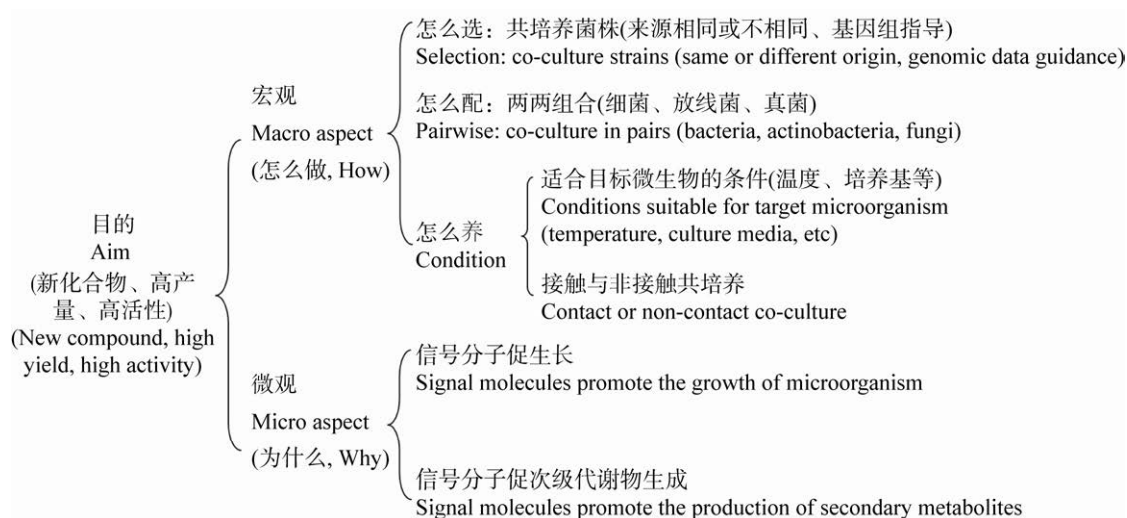 目的
Aim
(新化合物、高产
量、高活性)
(New compound, high
yield, high activity)
宏观
Macro aspect
(怎么做, How)
怎么选：共培养菌株(来源相同或不相同、基因组指导)
Selection: co-culture strains (same or different origin, genomic data guidance)
怎么配：两两组合(细菌、放线菌、真菌)
Pairwise: co-culture in pairs (bacteria, actinobacteria, fungi)
怎么养
Condition
适合目标微生物的条件(温度、培养基等)
Conditions suitable for target microorganism
(temperature, culture media, etc)
接触与非接触共培养
Contact or non-contact co-culture
微观
Micro aspect
(为什么, Why)
信号分子促生长
Signal molecules promote the growth of microorganism
信号分子促次级代谢物生成
Signal molecules promote the production of secondary metabolites